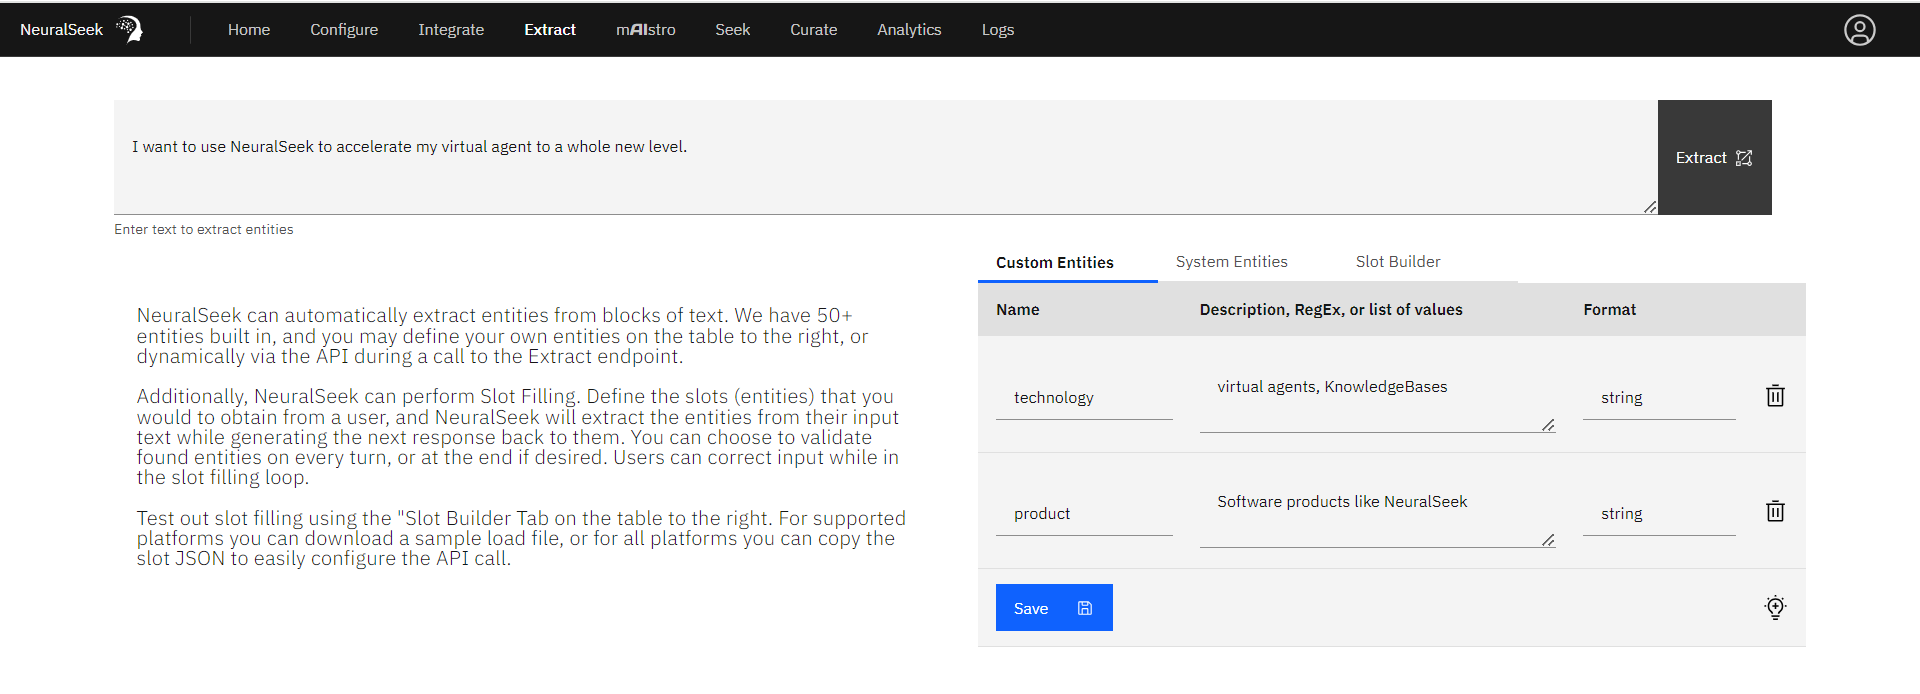 NeuralSeek Home Configure Integrate Extract mAIstro Seek Curate Analytics Logs
I want to use NeuralSeek to accelerate my virtual agent to a whole new level.
Extract
Enter text to extract entities
NeuralSeek can automatically extract entities from blocks of text. We have 50+
entities built in, and you may define your own entities on the table to the right, or
dynamically via the API during a call to the Extract endpoint.
Additionally, NeuralSeek can perform Slot Filling. Define the slots (entities) that you
would to obtain from a user, and NeuralSeek will extract the entities from their input
text while generating the next response back to them. You can choose to validate
found entities on every turn, or at the end if desired. Users can correct input while in
the slot filling loop.
Test out slot filling using the "Slot Builder Tab on the table to the right. For supported
platforms you can download a sample load file, or for all platforms you can copy the
slot JSON to easily configure the API call.
Custom Entities System Entities Slot Builder
Name Description, RegEx, or list of values Format
technology virtual agents, KnowledgeBases string
product Software products like NeuralSeek string
Save